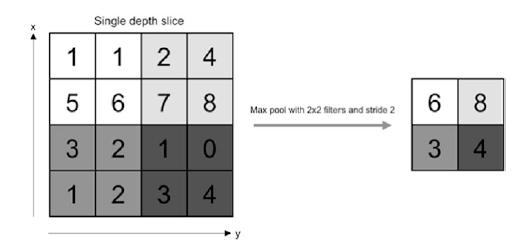 Single depth slice
x
1 1 2 4
5 6 7 8
3 2 1 0
1 2 3 4
y
Max pool with 2x2 filters and stride 2
6 8
3 4